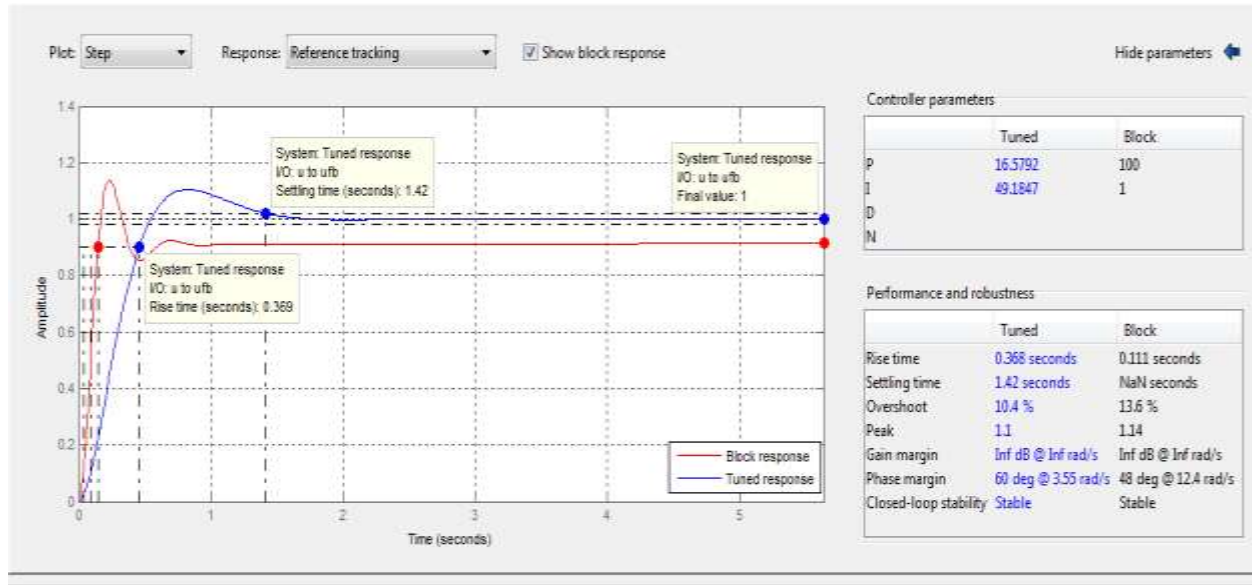 Plot: Step Response: Reference tracking Show block response Hide parameters
System: Tuned response
I/O: u to ufb
Settling time (seconds): 1.42
System: Tuned response
I/O: u to ufb
Final value: 1
System: Tuned response
I/O: u to ufb
Rise time (seconds): 0.369
1.4
1.2
1
0.8
0.6
0.4
0.2
0
Amplitude
0 1 2 3 4 5
Time (seconds)
Block response
Tuned response
Controller parameters
Tuned Block
P 16.5792 100
I 49.1847 1
D
N
Performance and robustness
Tuned Block
Rise time 0.368 seconds 0.111 seconds
Settling time 1.42 seconds NaN seconds
Overshoot 10.4 % 13.6 %
Peak 1.1 1.14
Gain margin Inf dB @ Inf rad/s Inf dB @ Inf rad/s
Phase margin 60 deg @ 3.55 rad/s 48 deg @ 12.4 rad/s
Closed-loop stability Stable Stable